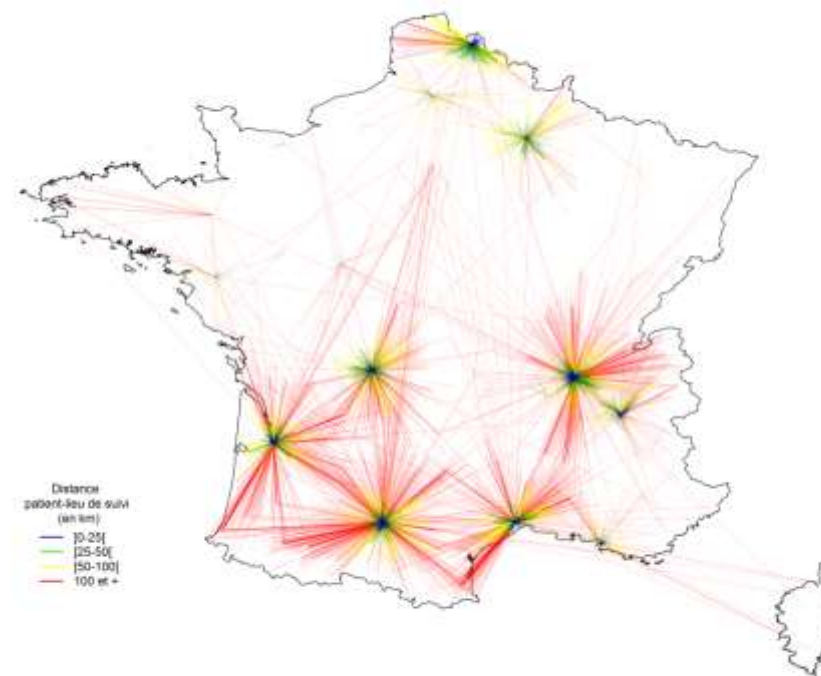 Distance
patient-lieu de suivi
(en km)
]0-25[
[25-50[
[50-100]
100 et +